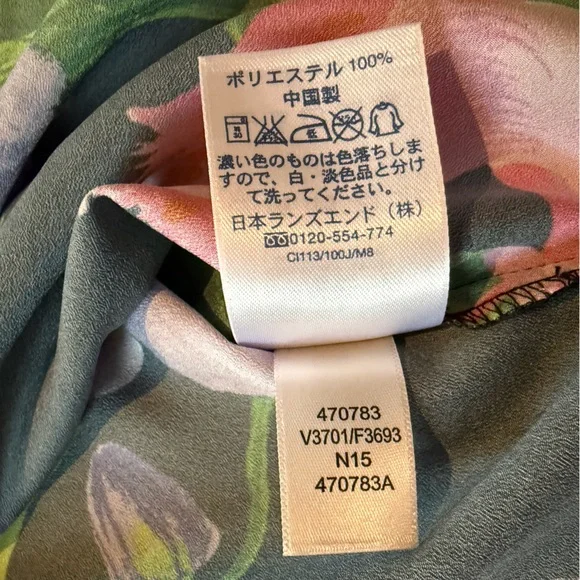 ポリエステル 100%
中国製
濃い色のものは色落ちしま
すので、白・淡色品と分け
て洗ってください。
日本ランズエンド（株）
0120-554-774
CI113/100J/M8
470783
V3701/F3693
N15
470783A